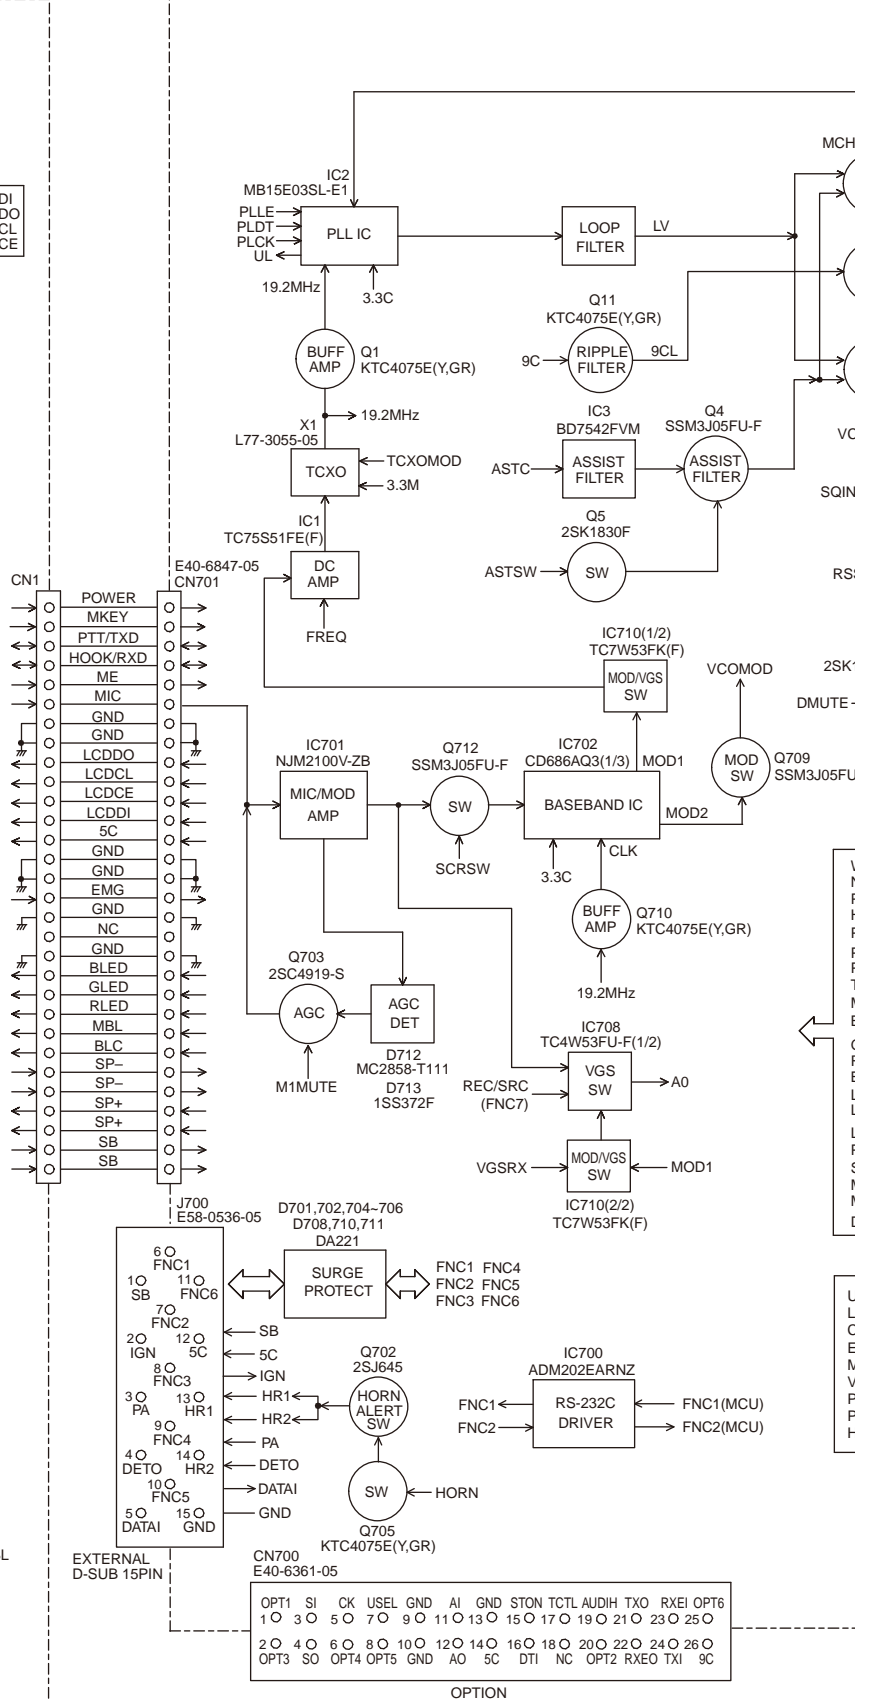 MCH
IC2
MB15E03SL-E1
DI
DO
CL
CE
PLLE
PLDT
PLCK
UL
PLL IC
LOOP
FILTER
LV
19.2MHz
3.3C
Q11
KTC4075E(Y,GR)
BUFF
AMP
Q1
KTC4075E(Y,GR)
9C
RIPPLE
FILTER
9CL
19.2MHz
X1
L77-3055-05
TCXO
TCXOMOD
3.3M
IC3
BD7542FVM
Q4
SSM3J05FU-F
VC
ASTC
ASSIST
FILTER
ASSIST
FILTER
SQIN
IC1
TC75S51FE(F)
Q5
2SK1830F
DC
AMP
ASTSW
SW
FREQ
E40-6847-05
CN1
CN701
POWER
MKEY
PTT/TXD
HOOK/RXD
ME
MIC
GND
GND
LCDDO
LCDCL
LCDCE
LCDDI
5C
GND
GND
EMG
GND
NC
GND
BLED
GLED
RLED
MBL
BLC
SP–
SP–
SP+
SP+
SB
SB
IC710(1/2)
TC7W53FK(F)
MOD/VGS
SW
VCOMOD
2SK1
DMUTE
IC701
NJM2100V-ZB
MIC/MOD
AMP
Q712
SSM3J05FU-F
SW
SCRSW
IC702
CD686AQ3(1/3)
MOD1
BASEBAND IC
MOD2
MOD
SW
Q709
SSM3J05FU
3.3C
CLK
BUFF
AMP
Q710
KTC4075E(Y,GR)
19.2MHz
Q703
2SC4919-S
AGC
AGC
DET
M1MUTE
D712
MC2858-T111
D713
1SS372F
IC708
TC4W53FU-F(1/2)
VGS
SW
A0
REC/SRC
(FNC7)
VGSRX
MOD/VGS
SW
MOD1
IC710(2/2)
TC7W53FK(F)
J700
E58-0536-05
6
FNC1
1
SB
11
FNC6
7
FNC2
2
IGN
12
5C
8
FNC3
3
PA
13
HR1
9
FNC4
4
DETO
14
HR2
10
FNC5
5
DATAI
15
GND
EXTERNAL
D-SUB 15PIN
D701,702,704~706
D708,710,711
DA221
SURGE
PROTECT
FNC1 FNC4
FNC2 FNC5
FNC3 FNC6
SB
5C
IGN
HR1
HR2
PA
DETO
DATAI
GND
Q702
2SJ645
HORN
ALERT
SW
SW
HORN
Q705
KTC4075E(Y,GR)
IC700
ADM202EARNZ
FNC1
FNC2
RS-232C
DRIVER
FNC1(MCU)
FNC2(MCU)
CN700
E40-6361-05
OPT1 SI CK USEL GND AI GND STON TCTL AUDIH TXO RXEI OPT6
1 3 5 7 9 11 13 15 17 19 21 23 25
2 4 6 8 10 12 14 16 18 20 22 24 26
OPT3 SO OPT4 OPT5 GND AO 5C DTI NC OPT2 RXEO TXI 9C
OPTION